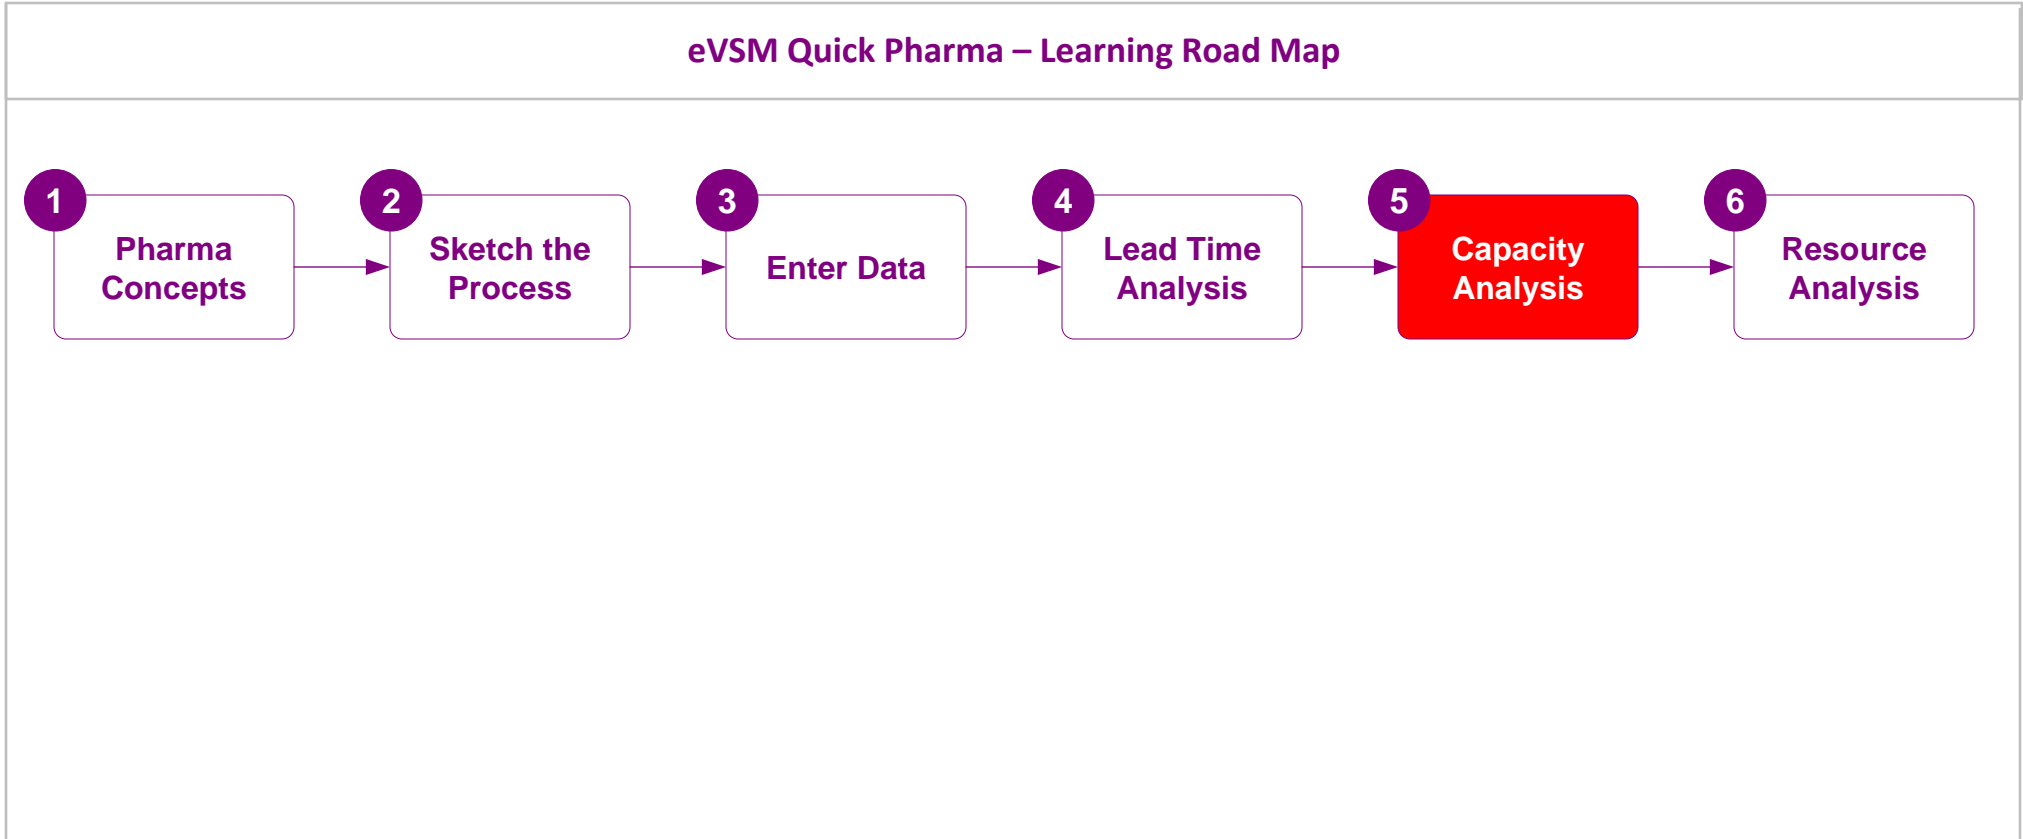 eVSM Quick Pharma – Learning Road Map
1
Pharma
Concepts
2
Sketch the
Process
3
Enter Data
4
Lead Time
Analysis
5
Capacity
Analysis
6
Resource
Analysis